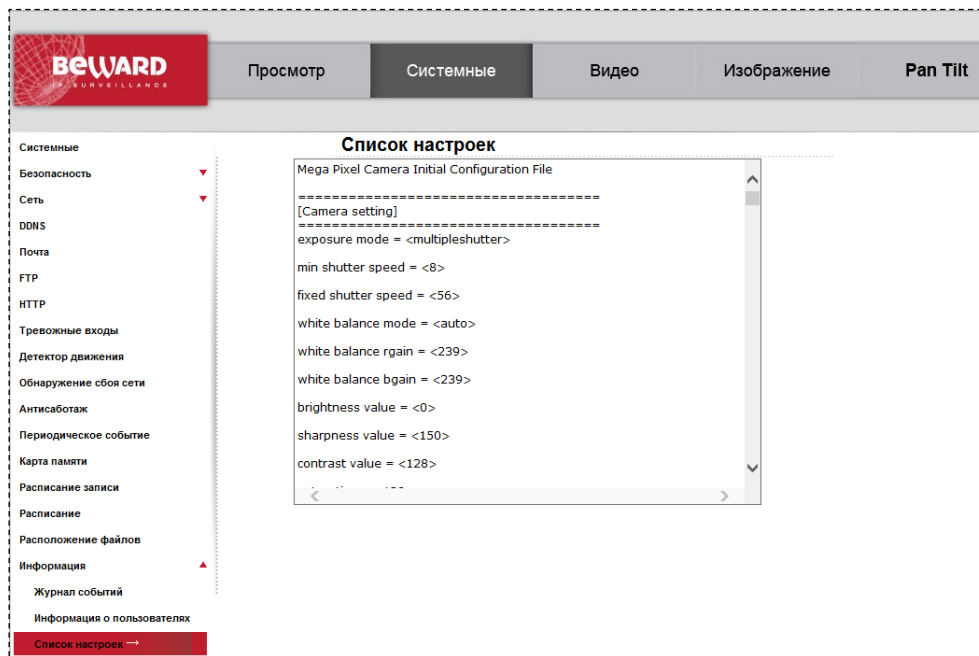 BEWARD
IP SURVEILLANCE
Просмотр
Системные
Видео
Изображение
Pan Tilt
Системные
Безопасность
Сеть
DDNS
Почта
FTP
HTTP
Тревожные входы
Детектор движения
Обнаружение сбоя сети
Антисаботаж
Периодическое событие
Карта памяти
Расписание записи
Расписание
Расположение файлов
Информация
Журнал событий
Информация о пользователях
Список настроек →
Список настроек
Mega Pixel Camera Initial Configuration File
====================================
[Camera setting]
====================================
exposure mode = <multipleshutter>
min shutter speed = <8>
fixed shutter speed = <56>
white balance mode = <auto>
white balance rgain = <239>
white balance bgain = <239>
brightness value = <0>
sharpness value = <150>
contrast value = <128>